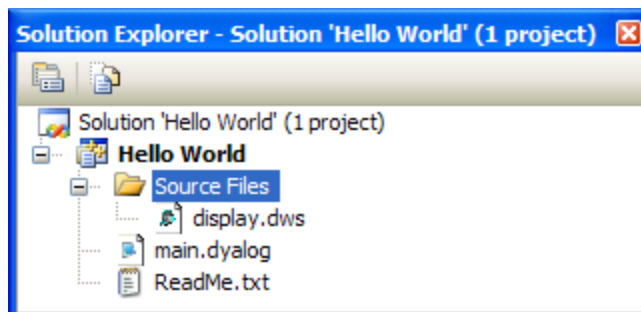 Solution Explorer - Solution 'Hello World' (1 project)
Solution 'Hello World' (1 project)
Hello World
Source Files
display.dws
main.dyalog
ReadMe.txt